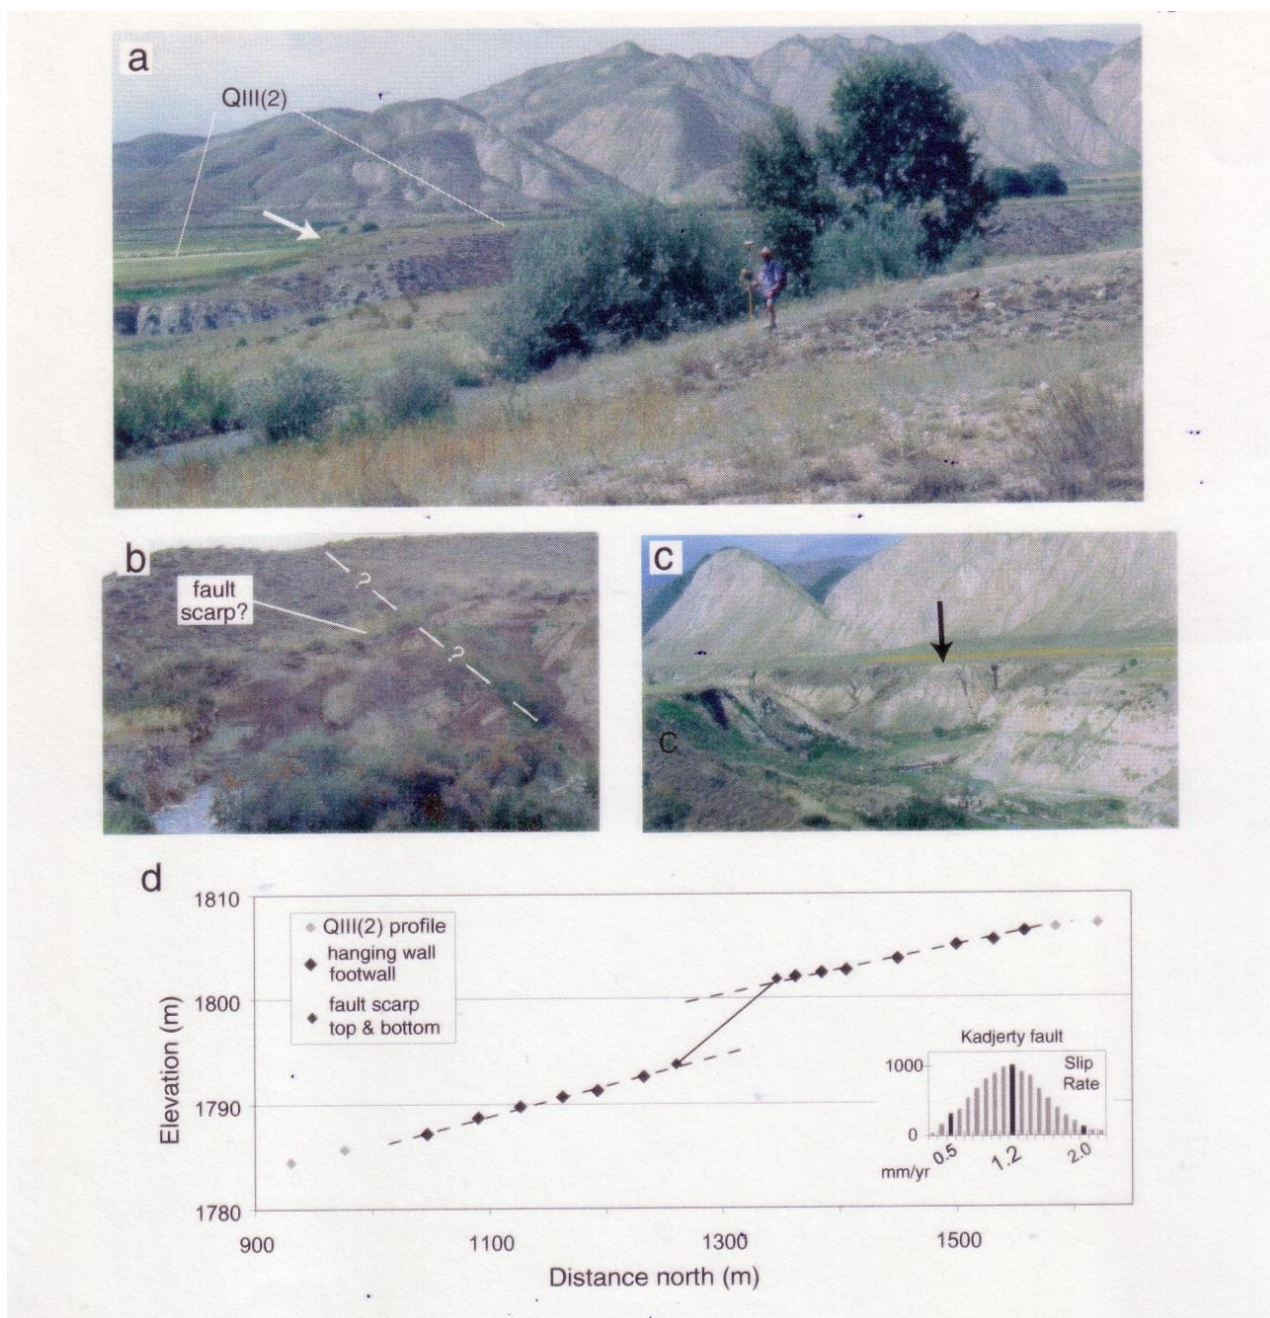 a
QIII(2)
b
fault
scarp?
?
?
c
C
d
1810
1800
1790
1780
Elevation (m)
QIII(2) profile
hanging wall
footwall
fault scarp
top & bottom
Kadjerty fault
1000
Slip
Rate
0
mm/yr
0.5
1.2
2.0
900
1100
1300
1500
Distance north (m)